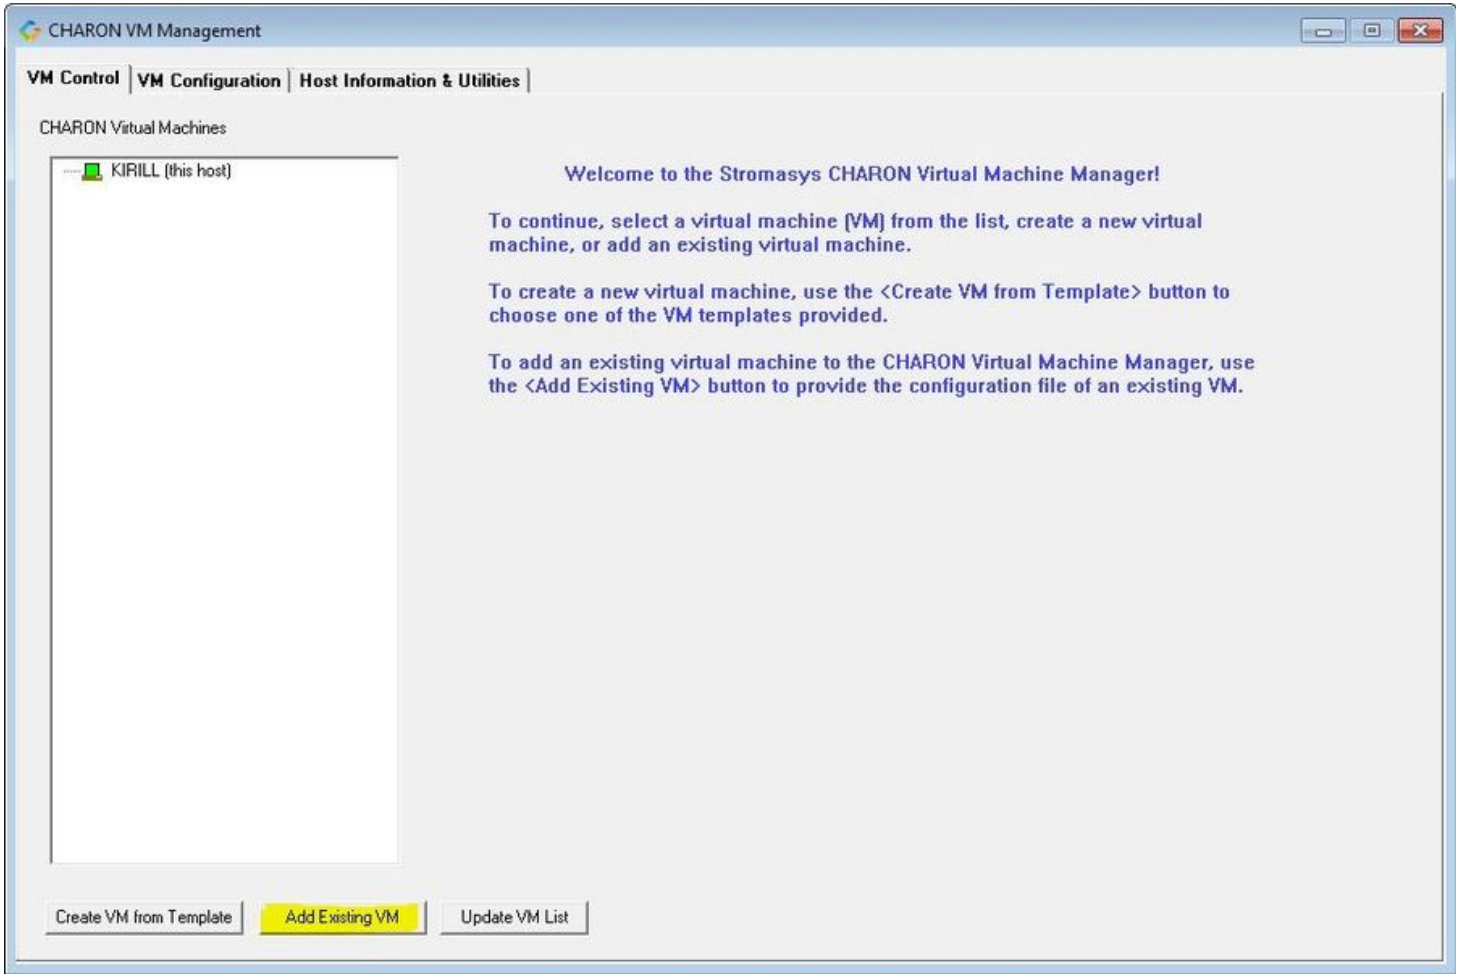 CHARON VM Management
VM Control
VM Configuration
Host Information & Utilities
CHARON Virtual Machines
KIRILL (this host)
Welcome to the Stromasys CHARON Virtual Machine Manager!
To continue, select a virtual machine (VM) from the list, create a new virtual
machine, or add an existing virtual machine.
To create a new virtual machine, use the <Create VM from Template> button to
choose one of the VM templates provided.
To add an existing virtual machine to the CHARON Virtual Machine Manager, use
the <Add Existing VM> button to provide the configuration file of an existing VM.
Create VM from Template
Add Existing VM
Update VM List